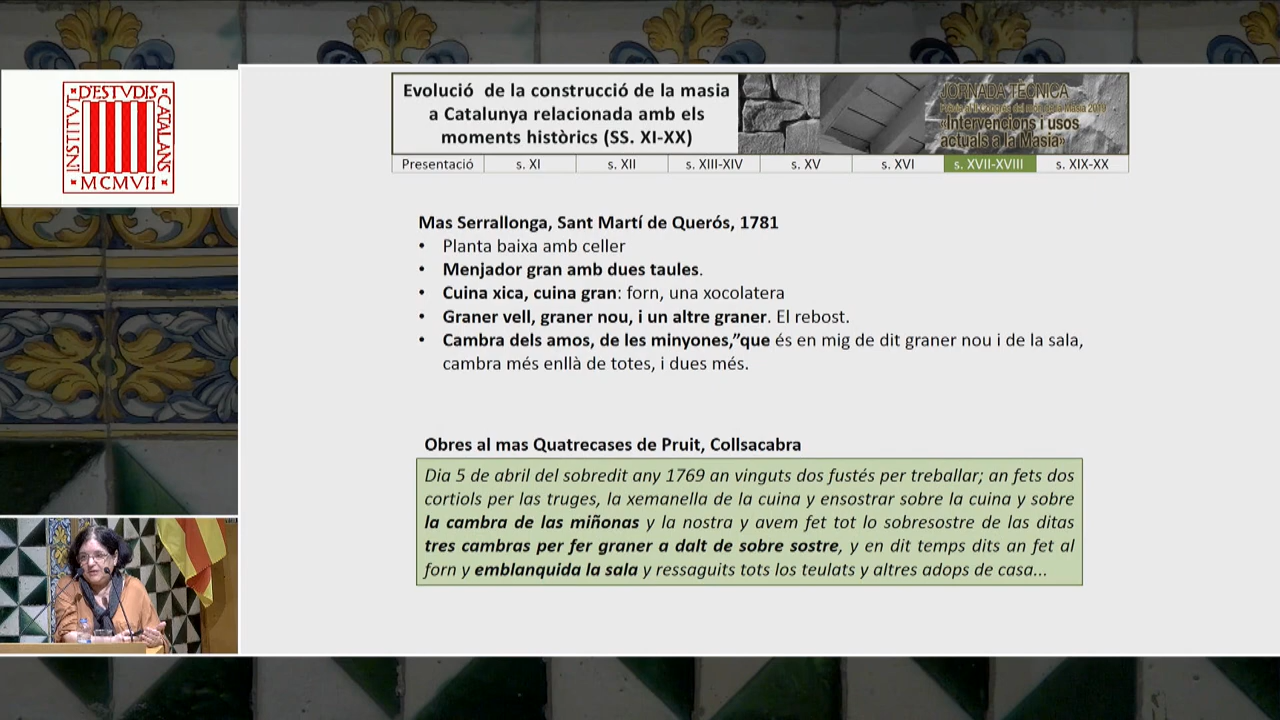 INSTITUT D'ESTVDIS CATALANS
MCMVII
Evolució de la construcció de la masia
a Catalunya relacionada amb els
moments històrics (SS. XI-XX)
JORNADA TÈCNICA
«Intervencions i usos
actuals a la Masia»
Presentació s. XI s. XII s. XIII-XIV s. XV s. XVI s. XVII-XVIII s. XIX-XX
Mas Serrallonga, Sant Martí de Querós, 1781
• Planta baixa amb celler
• Menjador gran amb dues taules.
• Cuina xica, cuina gran: forn, una xocolatera
• Graner vell, graner nou, i un altre graner. El rebost.
• Cambra dels amos, de les minyones,”que és en mig de dit graner nou i de la sala,
cambra més enllà de totes, i dues més.
Obres al mas Quatrecases de Pruit, Collsacabra
Dia 5 de abril del sobredit any 1769 an vinguts dos fustés per treballar; an fets dos
cortiols per las truges, la xemanella de la cuina y ensostrar sobre la cuina y sobre
la cambra de las miñonas y la nostra y avem fet tot lo sobresostre de las ditas
tres cambras per fer graner a dalt de sobre sostre, y en dit temps dits an fet al
forn y emblanquida la sala y ressaguits tots los teulats y altres adops de casa...